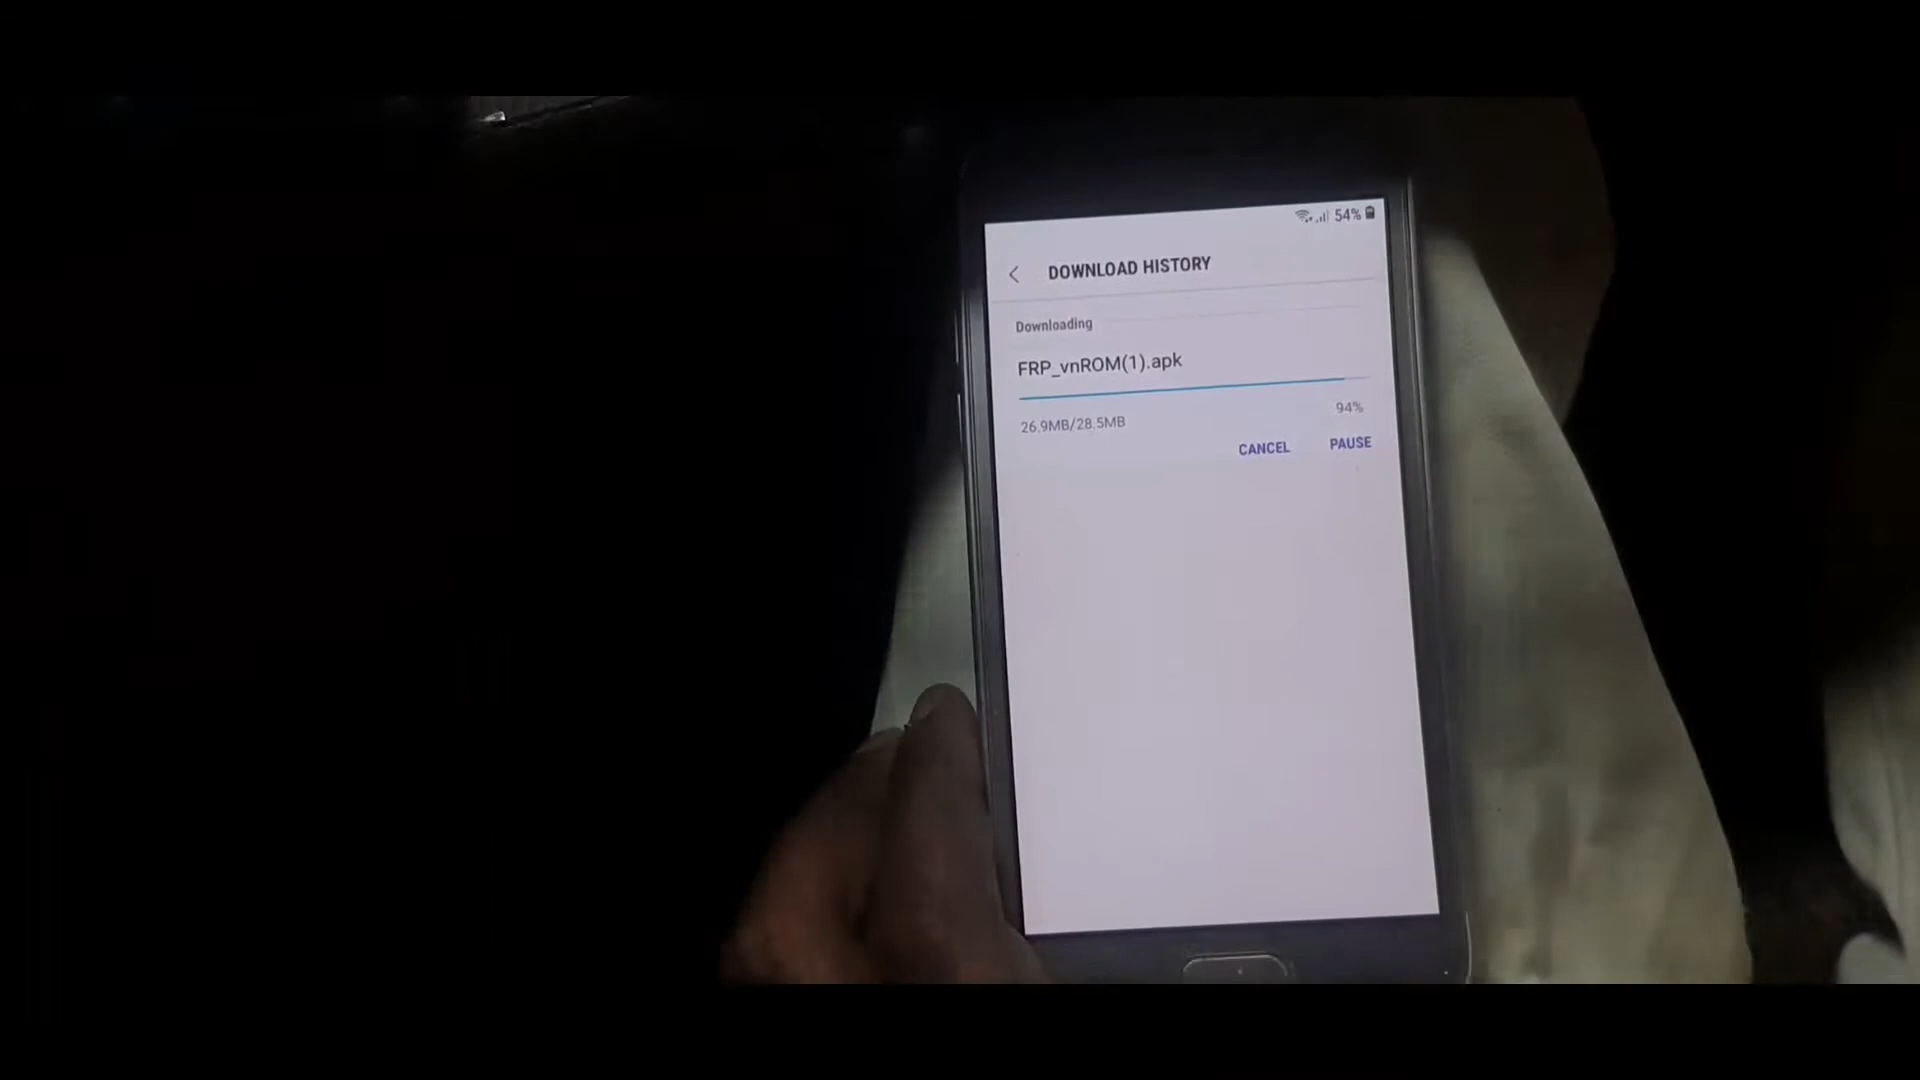 54%
DOWNLOAD HISTORY
Downloading
FRP_vnROM(1).apk
94%
26.9MB/28.5MB
CANCEL PAUSE